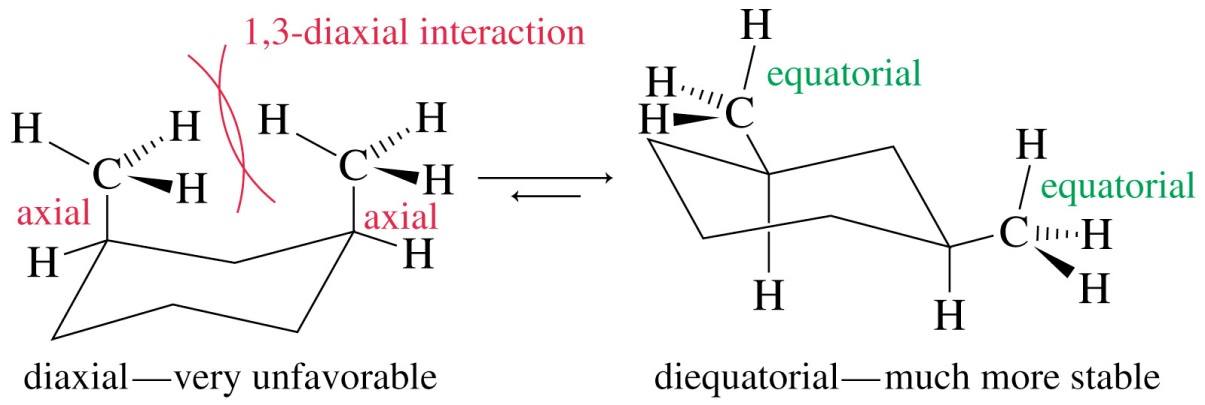 1,3-diaxial interaction
H
equatorial
H
H
C
H
H
H
H
C
H
C
H
H
H
equatorial
axial
axial
C
H
H
H
H
H
H
diaxial—very unfavorable
diequatorial—much more stable